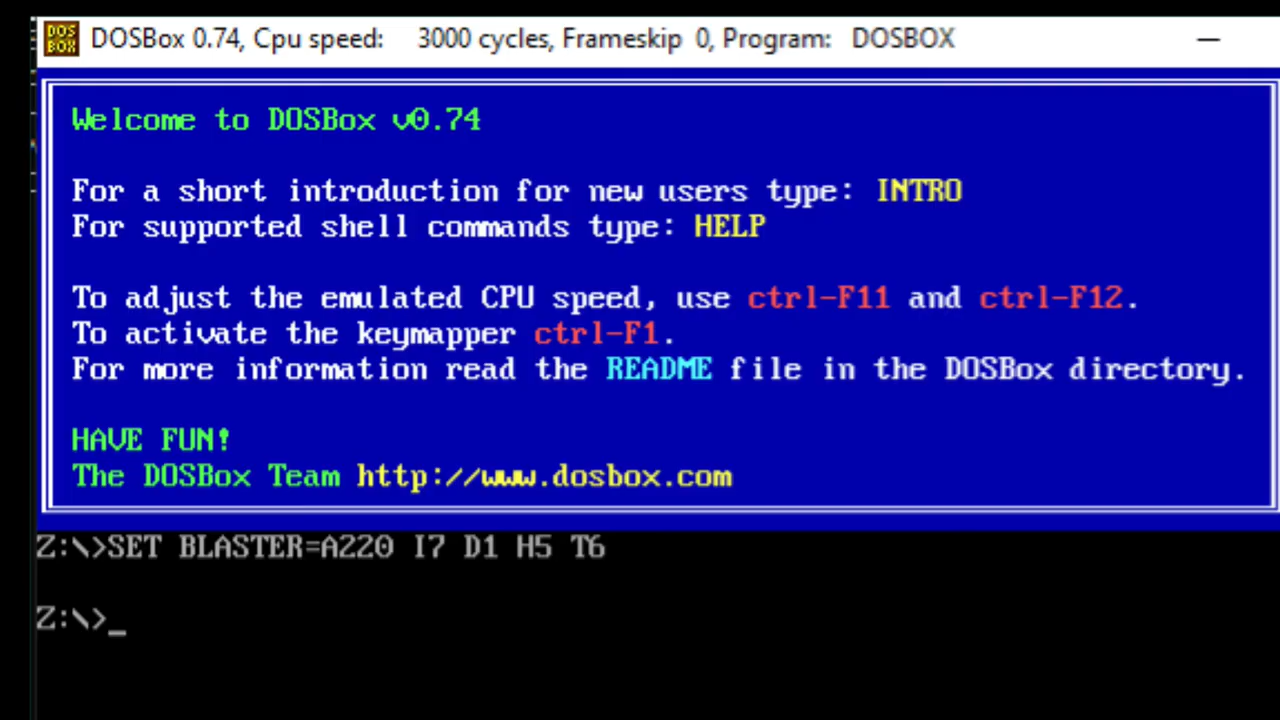 DOS
BOX
DOSBox 0.74, Cpu speed: 3000 cycles, Frameskip 0, Program: DOSBOX
Welcome to DOSBox v0.74
For a short introduction for new users type: INTRO
For supported shell commands type: HELP
To adjust the emulated CPU speed, use ctrl-F11 and ctrl-F12.
To activate the keymapper ctrl-F1.
For more information read the README file in the DOSBox directory.
HAVE FUN!
The DOSBox Team http://www.dosbox.com
Z:\>SET BLASTER=A220 I7 D1 H5 T6
Z:\>_